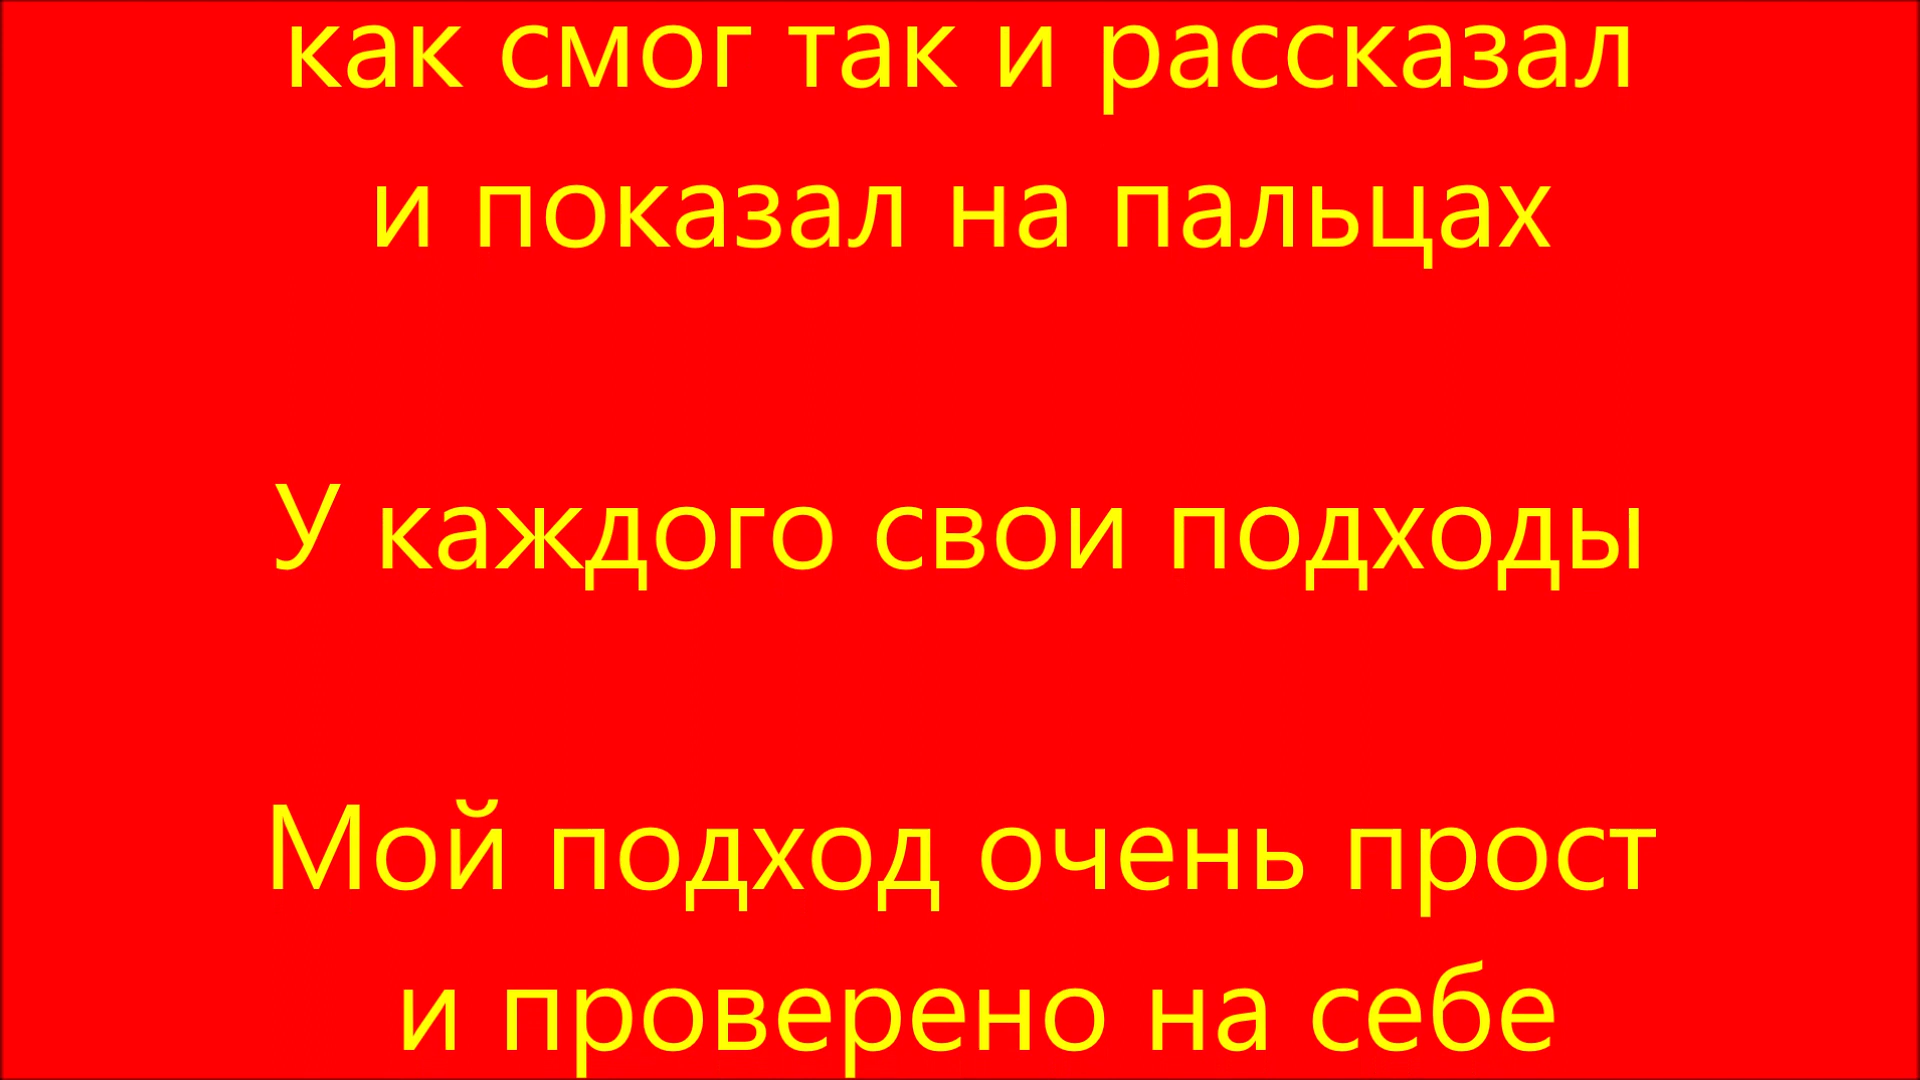 как смог так и рассказал
и показал на пальцах
У каждого свои подходы
Мой подход очень прост
и проверено на себе